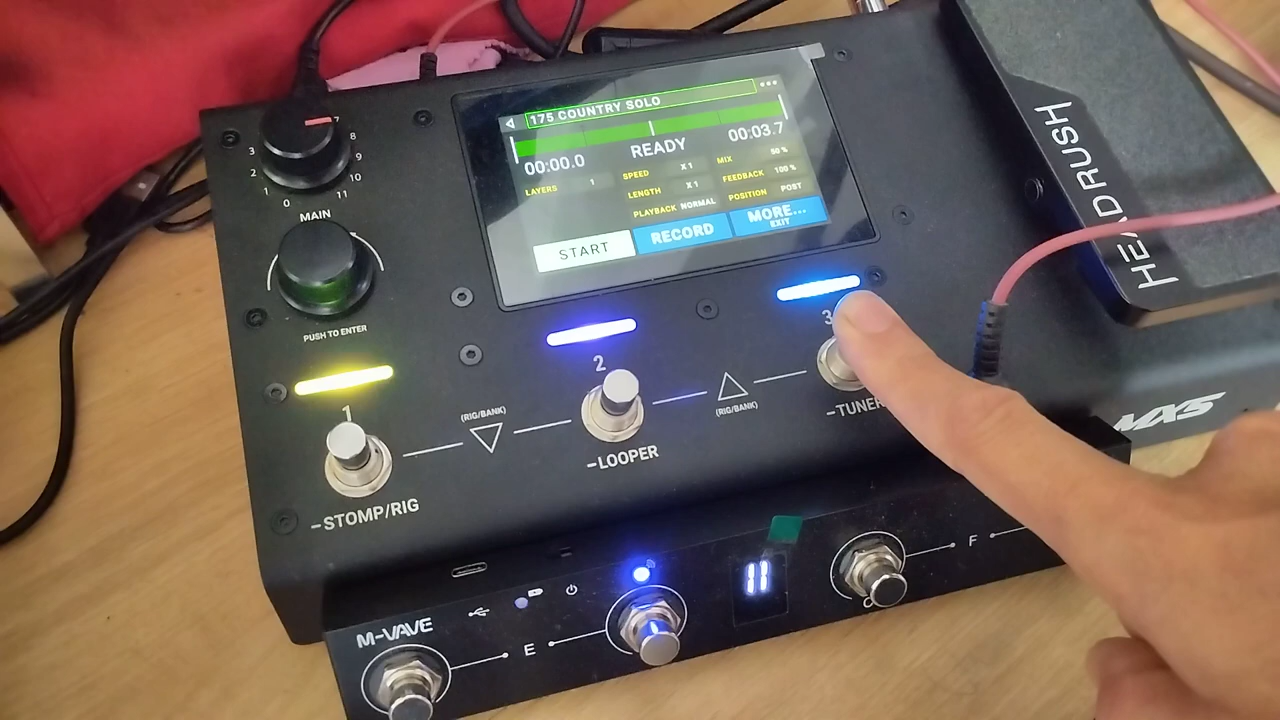 175 COUNTRY SOLO
00:00.0 READY 00:03.7
LAYERS 1 SPEED X 1 MIX 50 %
LENGTH X 1 FEEDBACK 100 %
PLAYBACK NORMAL POSITION POST
START RECORD MORE...
EXIT
7
3 8
2 9
1 10
0 11
MAIN
PUSH TO ENTER
HEADRUSH
MX5
1
2
3
(RIG/BANK)
(RIG/BANK)
-STOMP/RIG
-LOOPER
-TUNER
M-VAVE
E
11
F